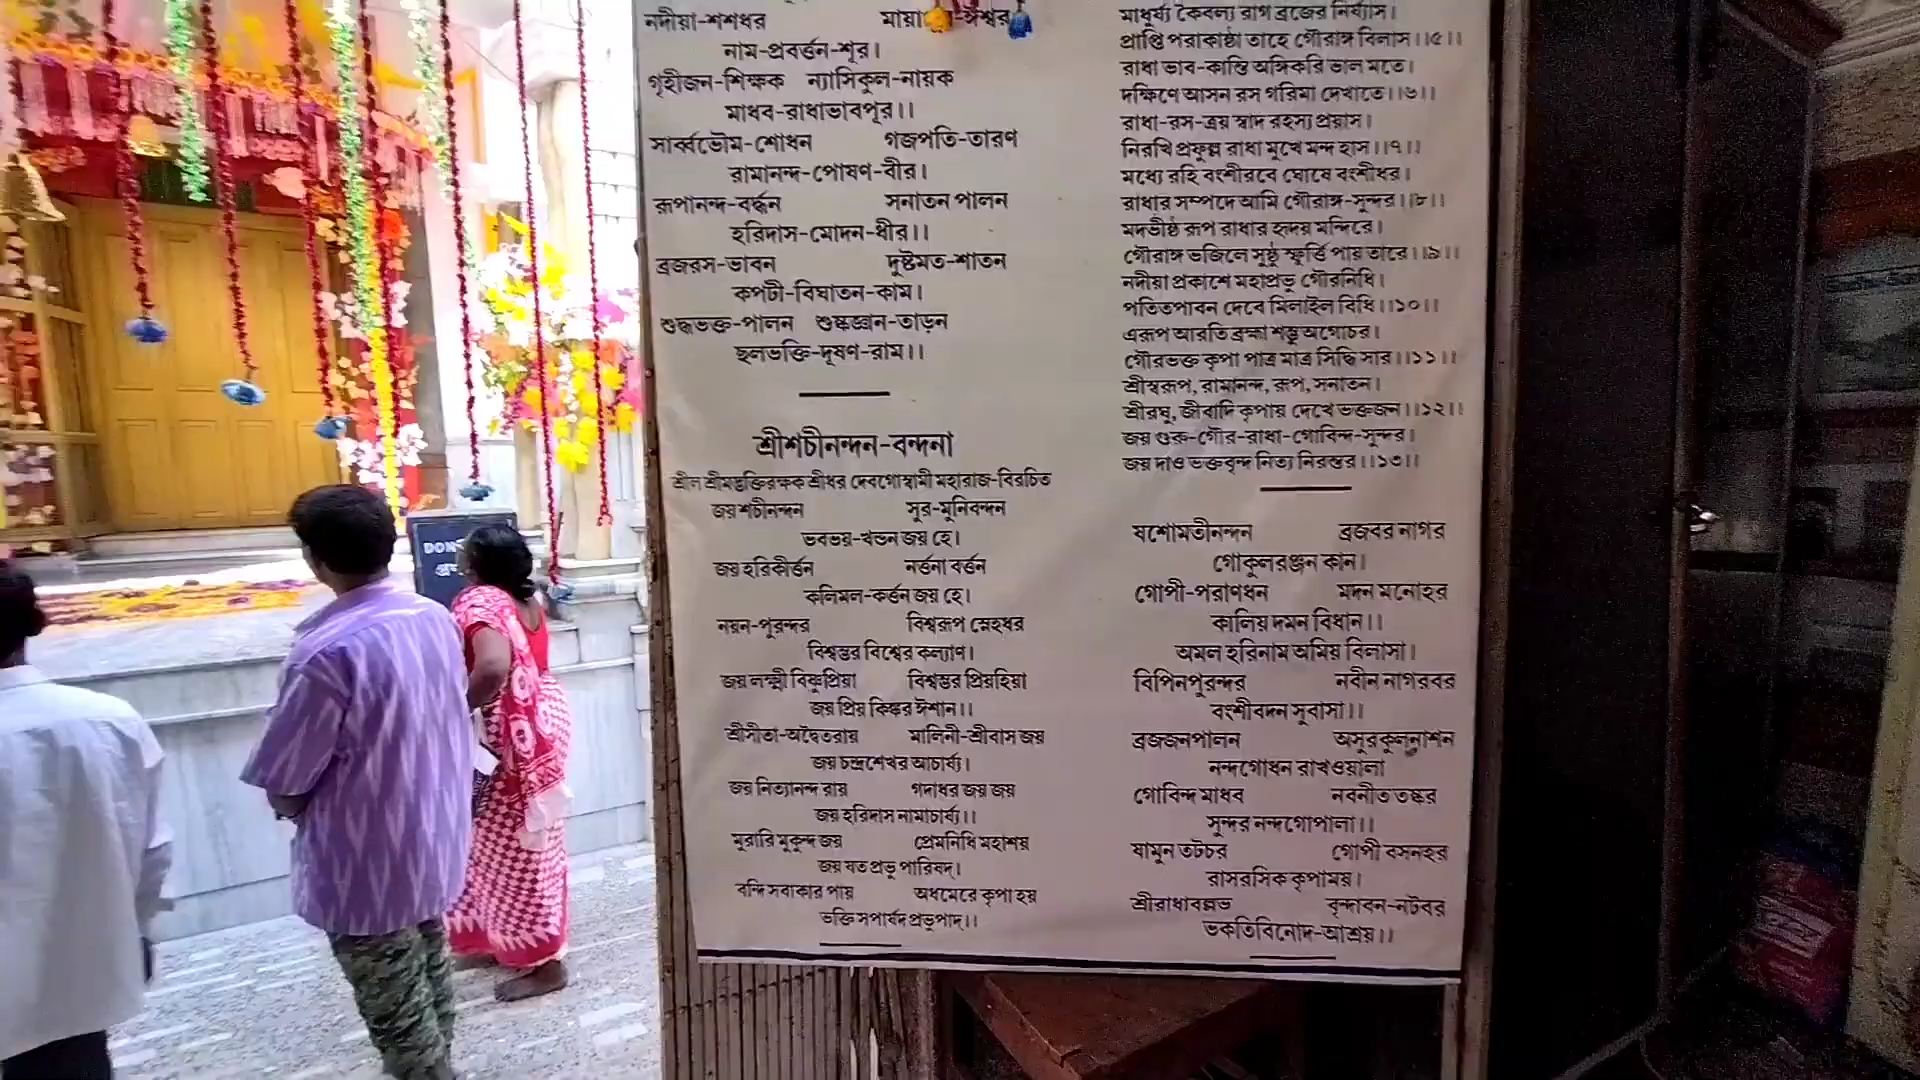 নদীয়া-শশধর
নাম-প্রবর্ত্তন-শূর।
গৃহীজন-শিক্ষক ন্যাসিকুল-নায়ক
মাধব-রাধাভাবপূর।।
সার্ব্বভৌম-শোধন গজপতি-তারণ
রামানন্দ-পোষণ-বীর।
রূপানন্দ-বর্দ্ধন সনাতন পালন
হরিদাস-মোদন-ধীর।।
ব্রজরস-ভাবন দুষ্টমত-শাতন
কপটী-বিঘাতন-কাম।
শুদ্ধভক্ত-পালন শুষ্কজ্ঞান-তাড়ন
ছলভক্তি-দূষণ-রাম।।
শ্রীশচীনন্দন-বন্দনা
শ্রীল শ্রীমদ্ভক্তিরক্ষক শ্রীধর দেবগোস্বামী মহারাজ-বিরচিত
জয় শচীনন্দন সুর-মুনিবন্দন
ভবভয়-খন্ডন জয় হে।
জয় হরিকীর্ত্তন নর্ত্তনা বর্ত্তন
কলিমল-কর্ত্তন জয় হে।
নয়ন-পুরন্দর বিশ্বরূপ স্নেহধর
বিশ্বম্ভর বিশ্বের কল্যাণ।
জয় লক্ষ্মী বিষ্ণুপ্রিয়া বিশ্বম্ভর প্রিয়হিয়া
জয় প্রিয় কিঙ্কর ঈশান।।
শ্রীসীতা-অদ্বৈতরায় মালিনী-শ্রীবাস জয়
জয় চন্দ্রশেখর আচার্য্য।
জয় নিত্যানন্দ রায় গদাধর জয় জয়
জয় হরিদাস নামাচার্য্য।।
মুরারি মুকুন্দ জয় প্রেমনিধি মহাশয়
জয় যত প্রভু পারিষদ্।
বন্দি সবাকার পায় অধমেরে কৃপা হয়
ভক্তি সপার্ষদ প্রভুপাদ্।।
মাধুর্য্য কৈবল্য রাগ ব্রজের নির্য্যাস।
প্রাপ্তি পরাকাষ্ঠা তাহে গৌরাঙ্গ বিলাস।।৫।।
রাধা ভাব-কান্তি অঙ্গিকরি ভাল মতে।
দক্ষিণে আসন রস গরিমা দেখাতে।।৬।।
রাধা-রস-ত্রয় স্বাদ রহস্য প্রয়াস।
নিরখি প্রফুল্ল রাধা মুখে মন্দ হাস।।৭।।
মধ্যে রহি বংশীরবে ঘোষে বংশীধর।
রাধার সম্পদে আমি গৌরাঙ্গ-সুন্দর।।৮।।
মদভীষ্ঠ রূপ রাধার হৃদয় মন্দিরে।
গৌরাঙ্গ ভজিলে সুষ্ঠু স্ফূর্ত্তি পায় তারে।।৯।।
নদীয়া প্রকাশে মহাপ্রভু গৌরনিধি।
পতিতপাবন দেবে মিলাইল বিধি।।১০।।
এরূপ আরতি ব্রহ্মা শম্ভু অগোচর।
গৌরভক্ত কৃপা পাত্র মাত্র সিদ্ধি সার।।১১।।
শ্রীস্বরূপ, রামানন্দ, রূপ, সনাতন।
শ্রীরঘু, জীবাদি কৃপায় দেখে ভক্তজন।।১২।।
জয় গুরু-গৌর-রাধা-গোবিন্দ-সুন্দর।
জয় দাও ভক্তবৃন্দ নিত্য নিরন্তর।।১৩।।
যশোমতীনন্দন ব্রজবর নাগর
গোকুলরঞ্জন কান।
গোপী-পরাণধন মদন মনোহর
কালিয় দমন বিধান।।
অমল হরিনাম অমিয় বিলাসা।
বিপিনপুরন্দর নবীন নাগরবর
বংশীবদন সুবাসা।।
ব্রজজনপালন অসুরকুলনাশন
নন্দগোধন রাখওয়ালা
গোবিন্দ মাধব নবনীত তস্কর
সুন্দর নন্দগোপালা।।
যামুন তটচর গোপী বসনহর
রাসরসিক কৃপাময়।
শ্রীরাধাবল্লভ বৃন্দাবন-নটবর
ভকতিবিনোদ-আশ্রয়।।